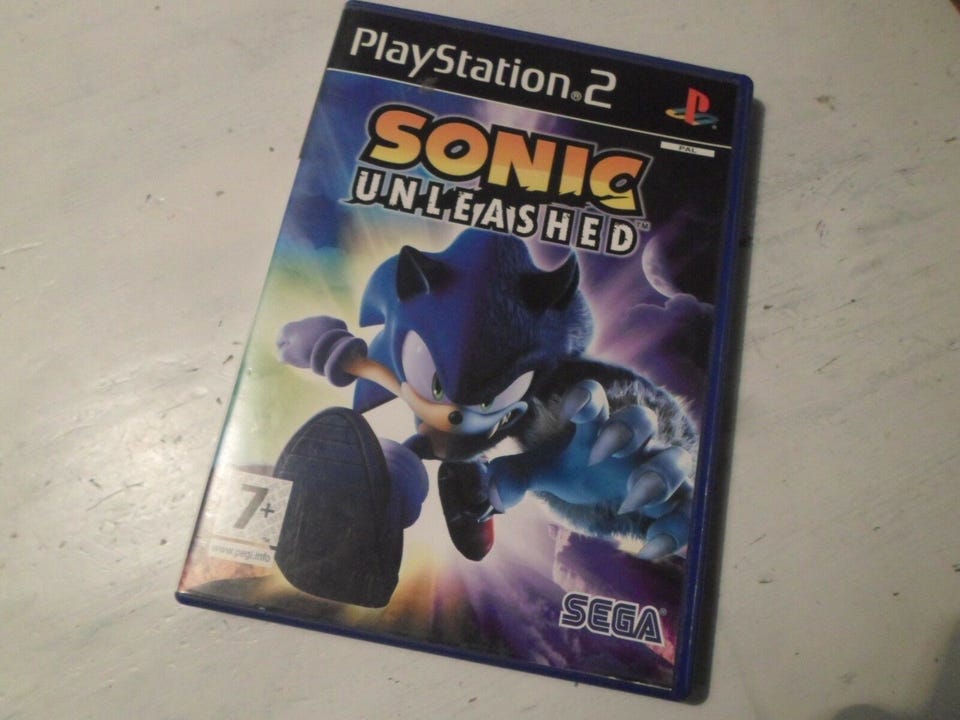 PlayStation®2
PAL
SONIC
UNLEASHED™
7+
www.pegi.info
SEGA®